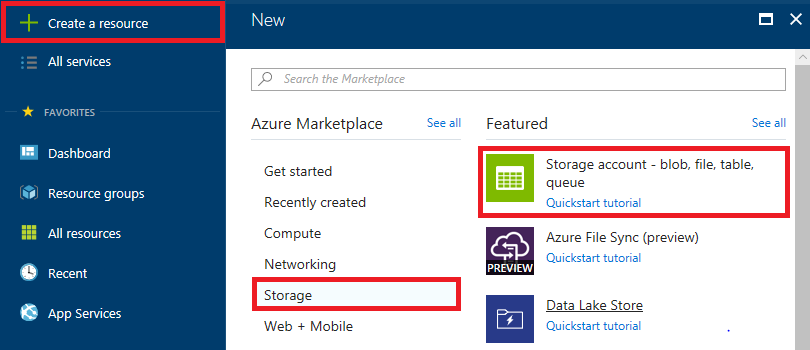 Create a resource
All services
FAVORITES
Dashboard
Resource groups
All resources
Recent
App Services
New
Search the Marketplace
Azure Marketplace
See all
Get started
Recently created
Compute
Networking
Storage
Web + Mobile
Featured
See all
Storage account - blob, file, table,
queue
Quickstart tutorial
Azure File Sync (preview)
Quickstart tutorial
PREVIEW
Data Lake Store
Quickstart tutorial